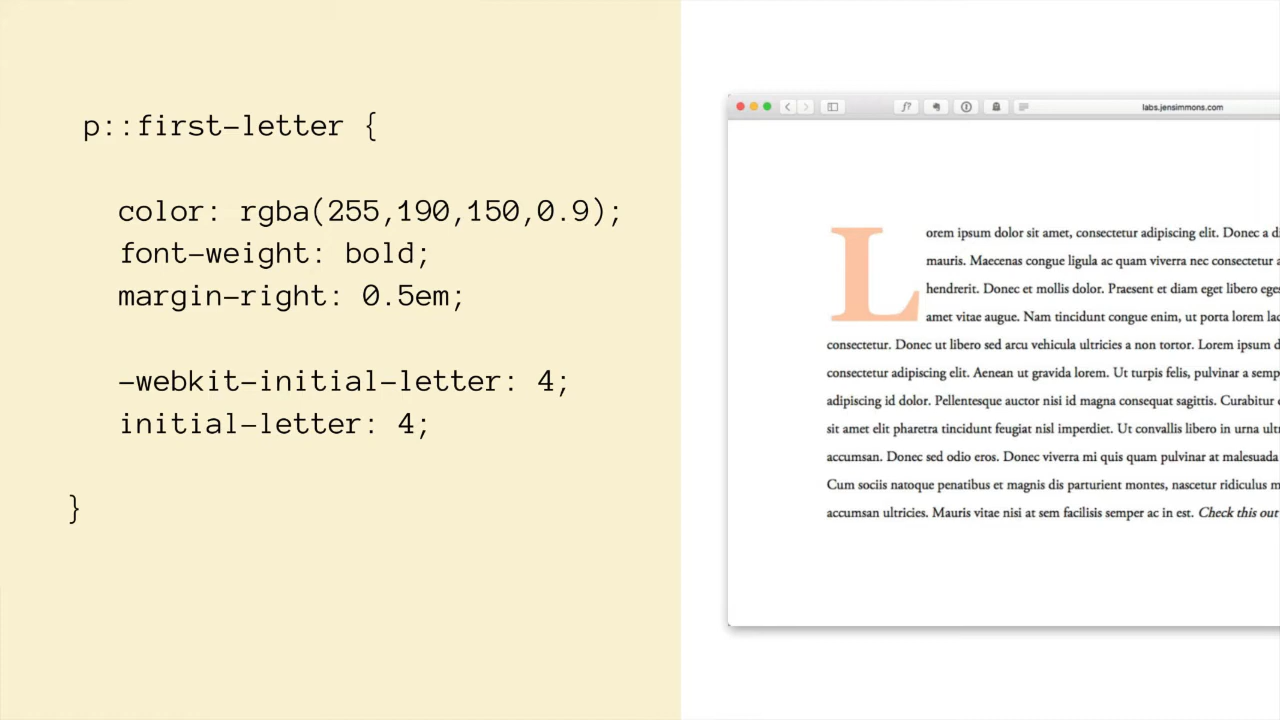 p::first-letter {
color: rgba(255,190,150,0.9);
font-weight: bold;
margin-right: 0.5em;
-webkit-initial-letter: 4;
initial-letter: 4;
}
f?
labs.jensimmons.com
Lorem ipsum dolor sit amet, consectetur adipiscing elit. Donec a
mauris. Maecenas congue ligula ac quam viverra nec consectetur
hendrerit. Donec et mollis dolor. Praesent et diam eget libero
amet vitae augue. Nam tincidunt congue enim, ut porta lorem
consectetur. Donec ut libero sed arcu vehicula ultricies a non tortor. Lorem ipsum
consectetur adipiscing elit. Aenean ut gravida lorem. Ut turpis felis, pulvinar a
adipiscing id dolor. Pellentesque auctor nisi id magna consequat sagittis. Curabitur
sit amet elit pharetra tincidunt feugiat nisl imperdiet. Ut convallis libero in urna
accumsan. Donec sed odio eros. Donec viverra mi quis quam pulvinar at malesuada
Cum sociis natoque penatibus et magnis dis parturient montes, nascetur ridiculus
accumsan ultricies. Mauris vitae nisi at sem facilisis semper ac in est. Check this out